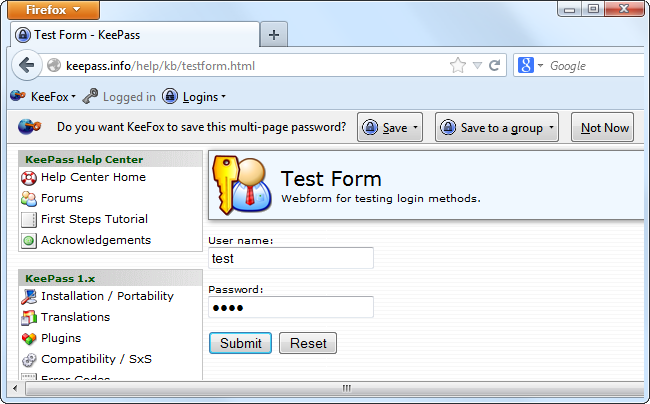 Firefox
Test Form - KeePass
keepass.info/help/kb/testform.html
Google
KeeFox Logged in Logins
Do you want KeeFox to save this multi-page password? Save Save to a group Not Now
KeePass Help Center
Help Center Home
Forums
First Steps Tutorial
Acknowledgements
KeePass 1.x
Installation / Portability
Translations
Plugins
Compatibility / SxS
Error Codes
Test Form
Webform for testing login methods.
User name:
test
Password:
••••
Submit Reset